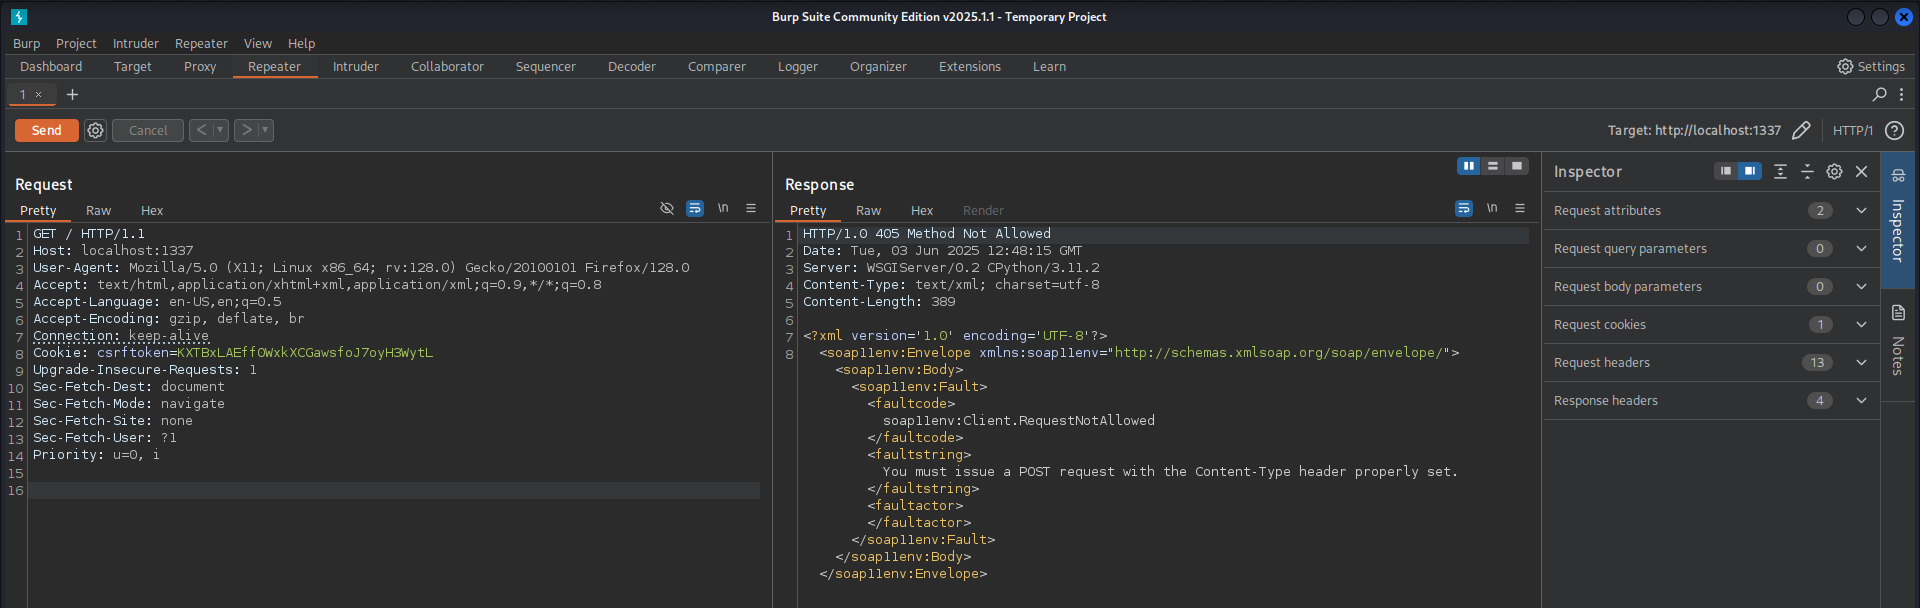 Burp Suite Community Edition v2025.1.1 - Temporary Project
Burp Project Intruder Repeater View Help
Dashboard Target Proxy Repeater Intruder Collaborator Sequencer Decoder Comparer Logger Organizer Extensions Learn Settings
1 × +
Send Cancel < > Target: http://localhost:1337 HTTP/1 ?
Request
Pretty Raw Hex \n
1 GET / HTTP/1.1
2 Host: localhost:1337
3 User-Agent: Mozilla/5.0 (X11; Linux x86_64; rv:128.0) Gecko/20100101 Firefox/128.0
4 Accept: text/html,application/xhtml+xml,application/xml;q=0.9,*/*;q=0.8
5 Accept-Language: en-US,en;q=0.5
6 Accept-Encoding: gzip, deflate, br
7 Connection: keep-alive
8 Cookie: csrftoken=KXTBxLAEff0WxkXCGawsfoJ7oyH3WytL
9 Upgrade-Insecure-Requests: 1
10 Sec-Fetch-Dest: document
11 Sec-Fetch-Mode: navigate
12 Sec-Fetch-Site: none
13 Sec-Fetch-User: ?1
14 Priority: u=0, i
15
16
Response
Pretty Raw Hex Render \n
1 HTTP/1.0 405 Method Not Allowed
2 Date: Tue, 03 Jun 2025 12:48:15 GMT
3 Server: WSGIServer/0.2 CPython/3.11.2
4 Content-Type: text/xml; charset=utf-8
5 Content-Length: 389
6
7 <?xml version='1.0' encoding='UTF-8'?>
8 <soap11env:Envelope xmlns:soap11env="http://schemas.xmlsoap.org/soap/envelope/">
<soap11env:Body>
<soap11env:Fault>
<faultcode>
soap11env:Client.RequestNotAllowed
</faultcode>
<faultstring>
You must issue a POST request with the Content-Type header properly set.
</faultstring>
<faultactor>
</faultactor>
</soap11env:Fault>
</soap11env:Body>
</soap11env:Envelope>
Inspector
Request attributes 2
Request query parameters 0
Request body parameters 0
Request cookies 1
Request headers 13
Response headers 4
Inspector
Notes